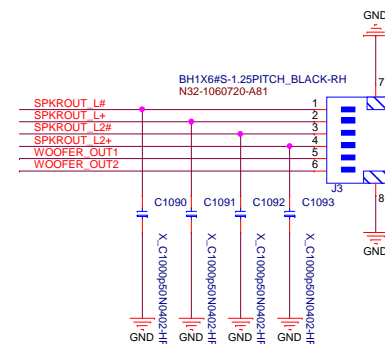 GND
7
BH1X6#S-1.25PITCH_BLACK-RH
N32-1060720-A81
SPKROUT_L# 1
SPKROUT_L+ 2
SPKROUT_L2# 3
SPKROUT_L2+ 4
WOOFER_OUT1 5
WOOFER_OUT2 6
J3
8
C1090 C1091 C1092 C1093
GND
X_C1000p50N0402-HF
X_C1000p50N0402-HF
X_C1000p50N0402-HF
X_C1000p50N0402-HF
GND GND GND GND